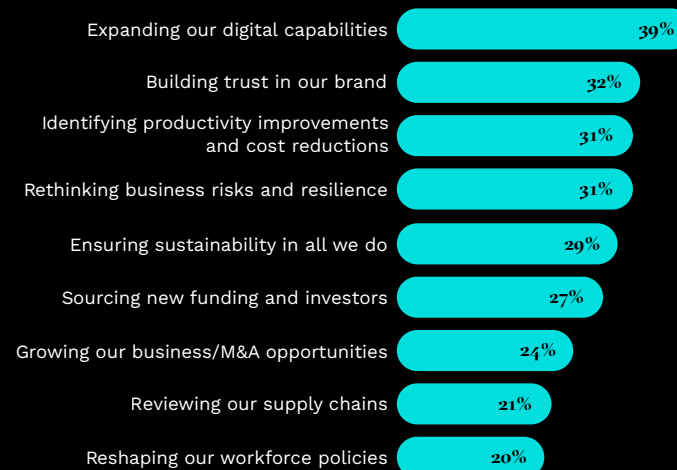 Expanding our digital capabilities 39%
Building trust in our brand 32%
Identifying productivity improvements
and cost reductions 31%
Rethinking business risks and resilience 31%
Ensuring sustainability in all we do 29%
Sourcing new funding and investors 27%
Growing our business/M&A opportunities 24%
Reviewing our supply chains 21%
Reshaping our workforce policies 20%